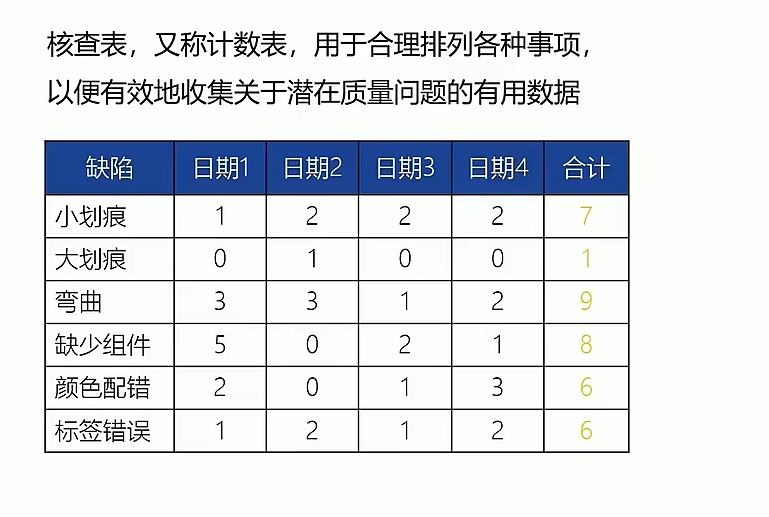 核查表，又称计数表，用于合理排列各种事项，
以便有效地收集关于潜在质量问题的有用数据
缺陷 日期1 日期2 日期3 日期4 合计
小划痕 1 2 2 2 7
大划痕 0 1 0 0 1
弯曲 3 3 1 2 9
缺少组件 5 0 2 1 8
颜色配错 2 0 1 3 6
标签错误 1 2 1 2 6